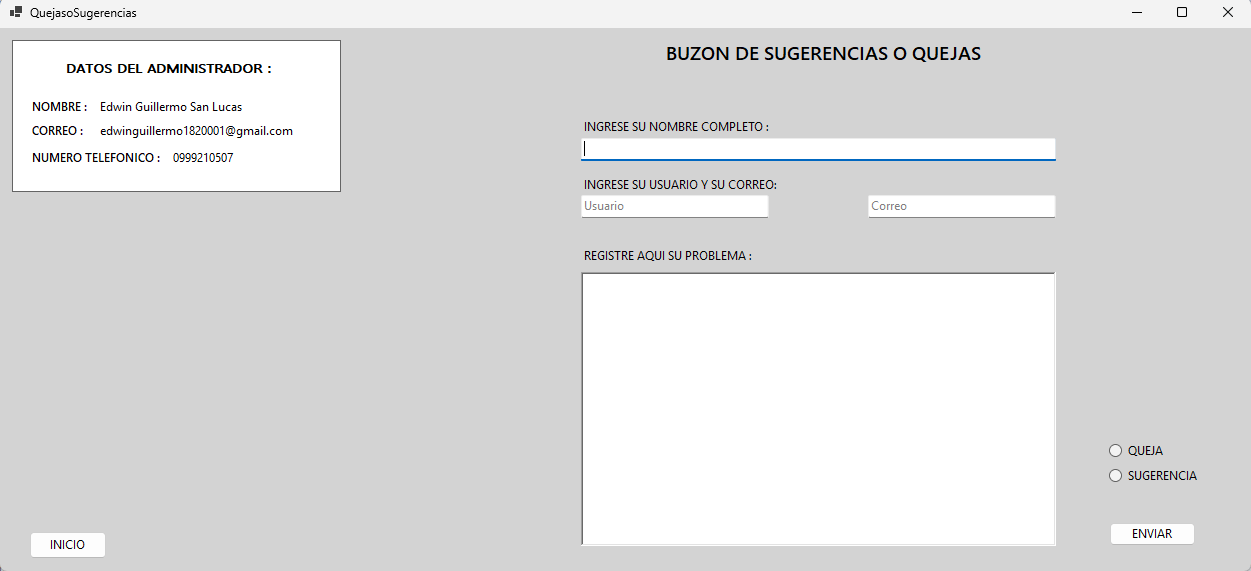 QuejasoSugerencias
DATOS DEL ADMINISTRADOR :
NOMBRE : Edwin Guillermo San Lucas
CORREO : edwinguillermo1820001@gmail.com
NUMERO TELEFONICO : 0999210507
BUZON DE SUGERENCIAS O QUEJAS
INGRESE SU NOMBRE COMPLETO :
INGRESE SU USUARIO Y SU CORREO:
Usuario Correo
REGISTRE AQUI SU PROBLEMA :
QUEJA
SUGERENCIA
ENVIAR
INICIO